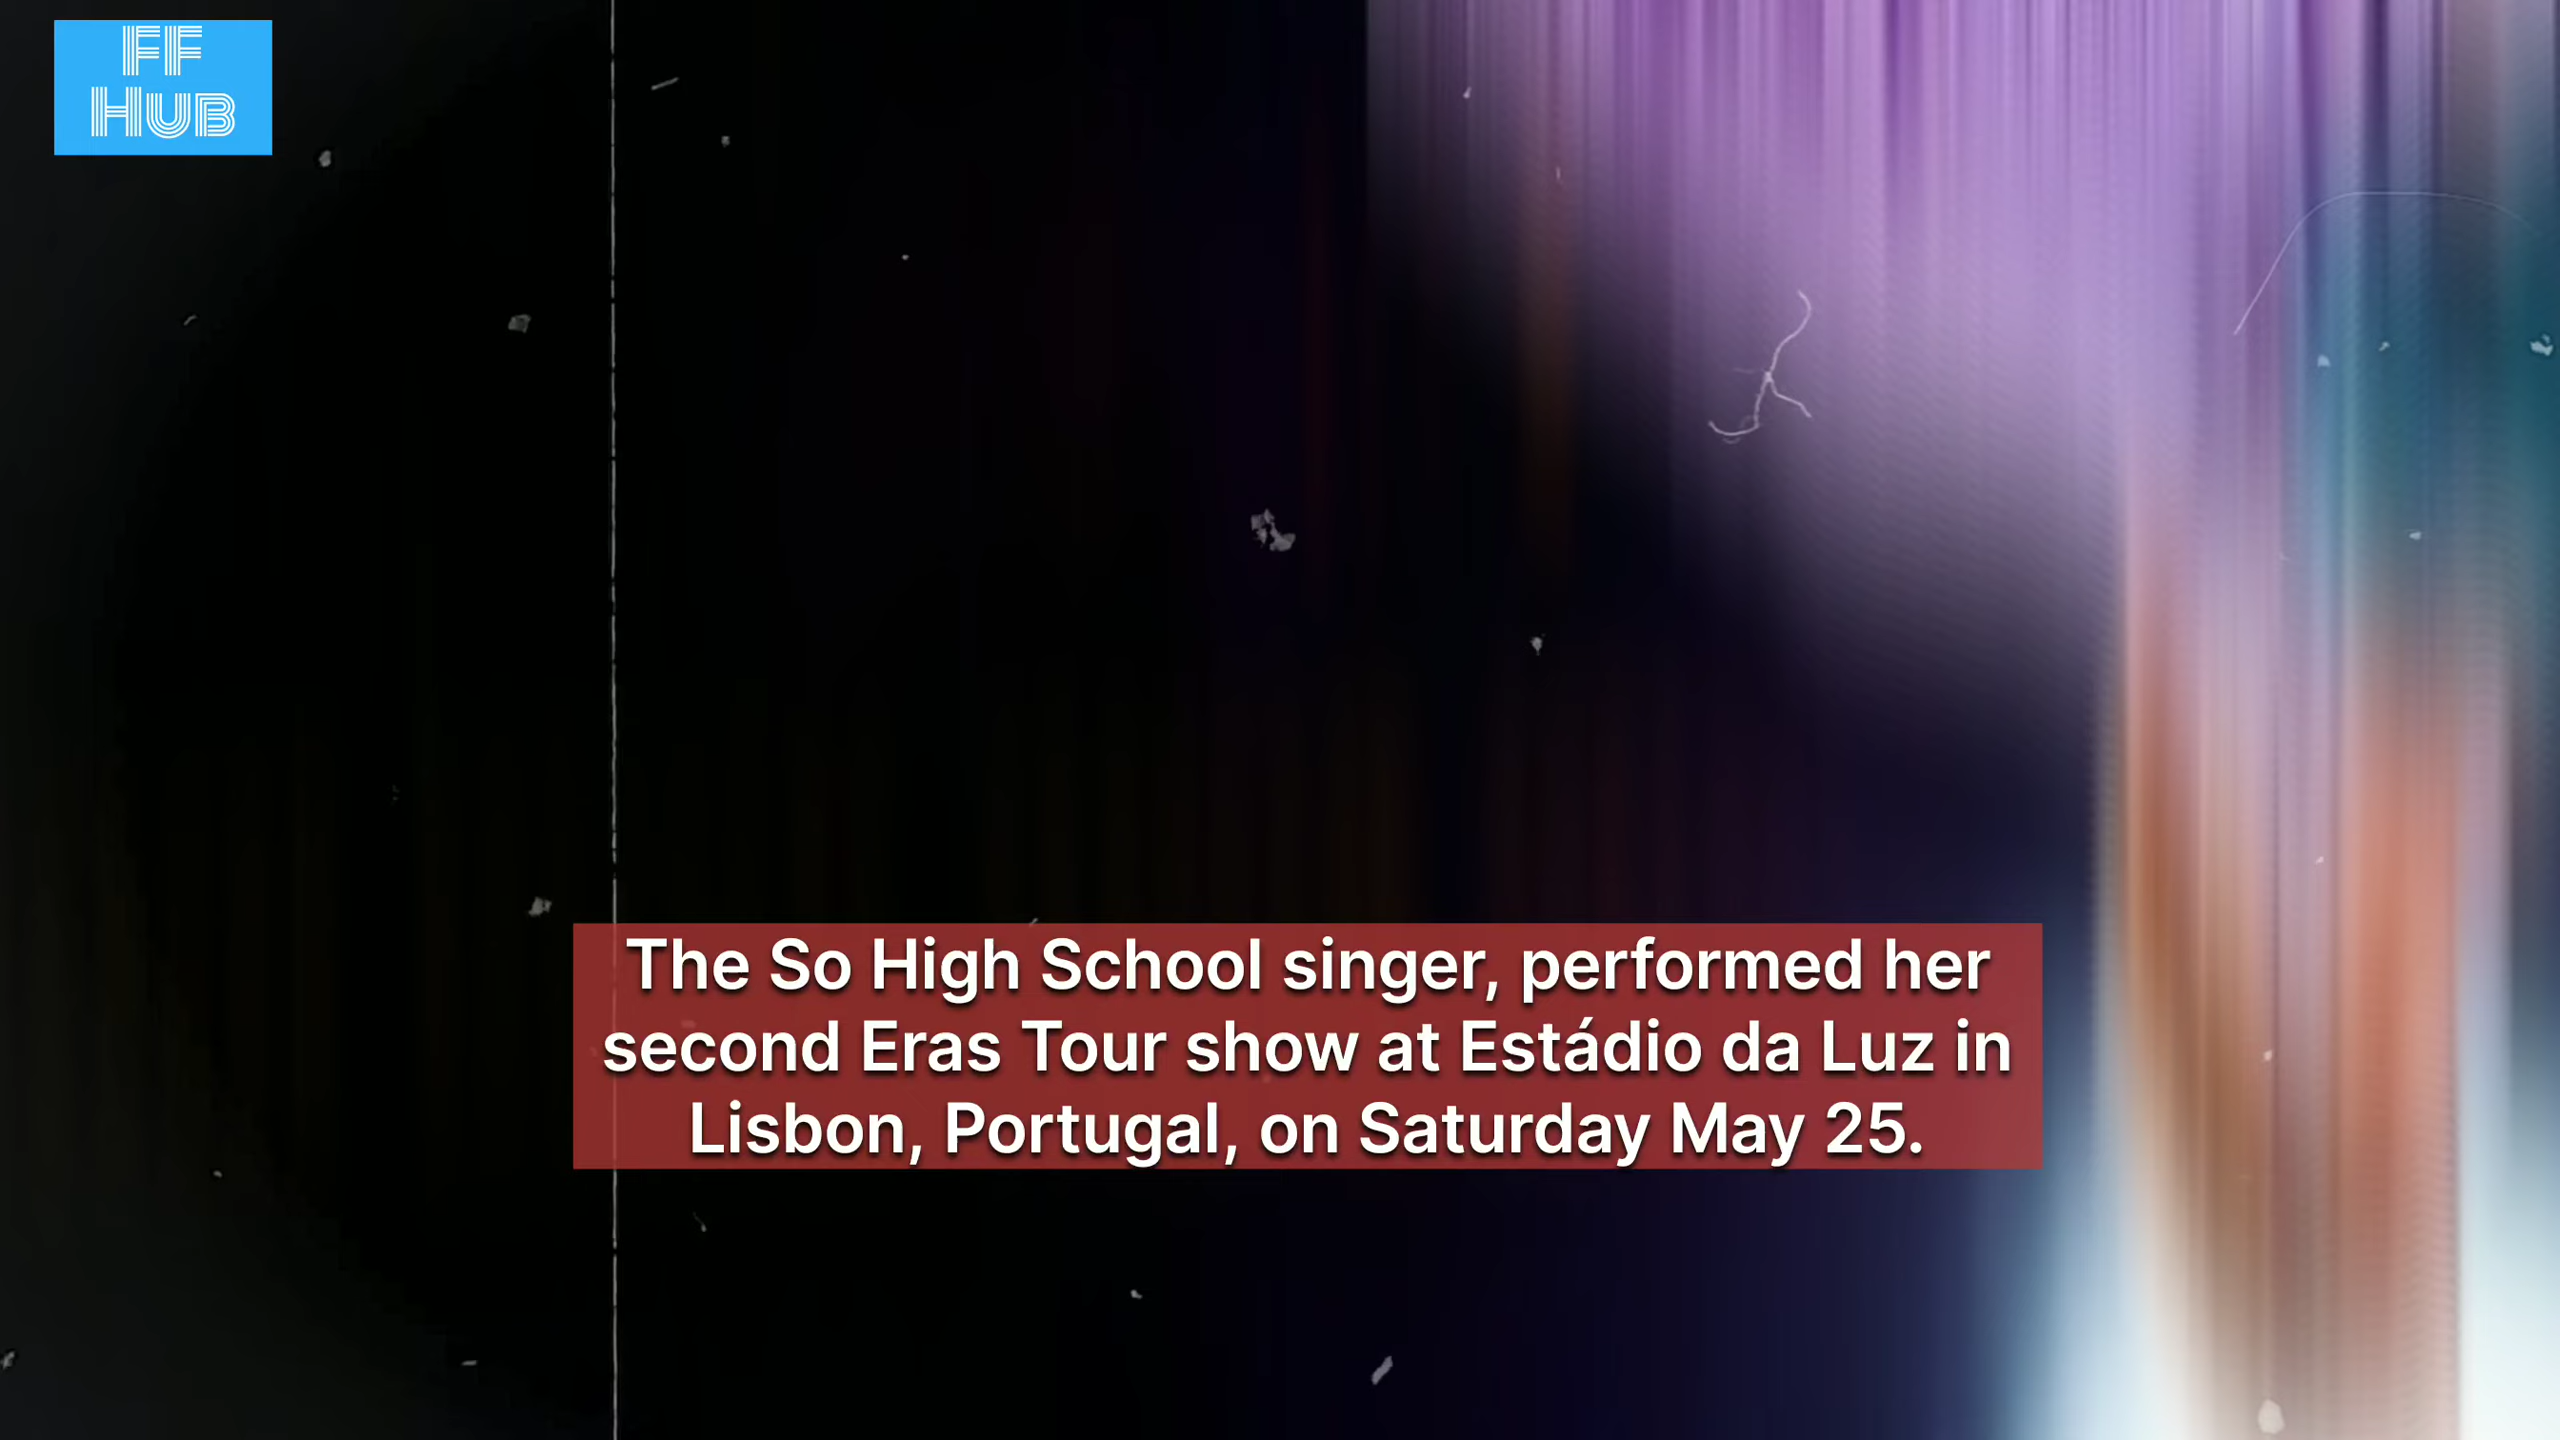 FF
HUB
The So High School singer, performed her
second Eras Tour show at Estádio da Luz in
Lisbon, Portugal, on Saturday May 25.